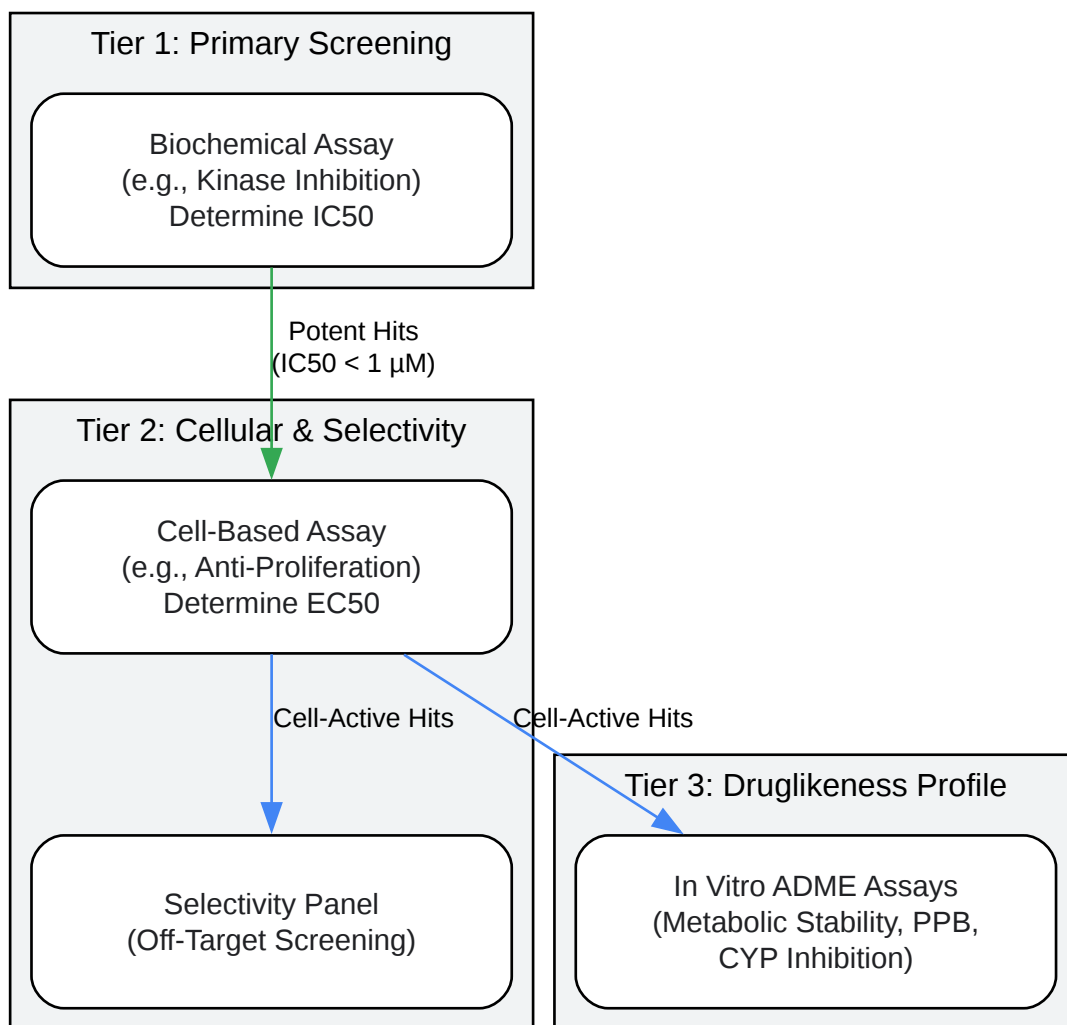 Tier 1: Primary Screening
Biochemical Assay
(e.g., Kinase Inhibition)
Determine IC50
Potent Hits
(IC50 < 1 µM)
Tier 2: Cellular & Selectivity
Cell-Based Assay
(e.g., Anti-Proliferation)
Determine EC50
Cell-Active Hits
Cell-Active Hits
Selectivity Panel
(Off-Target Screening)
Tier 3: Druglikeness Profile
In Vitro ADME Assays
(Metabolic Stability, PPB,
CYP Inhibition)